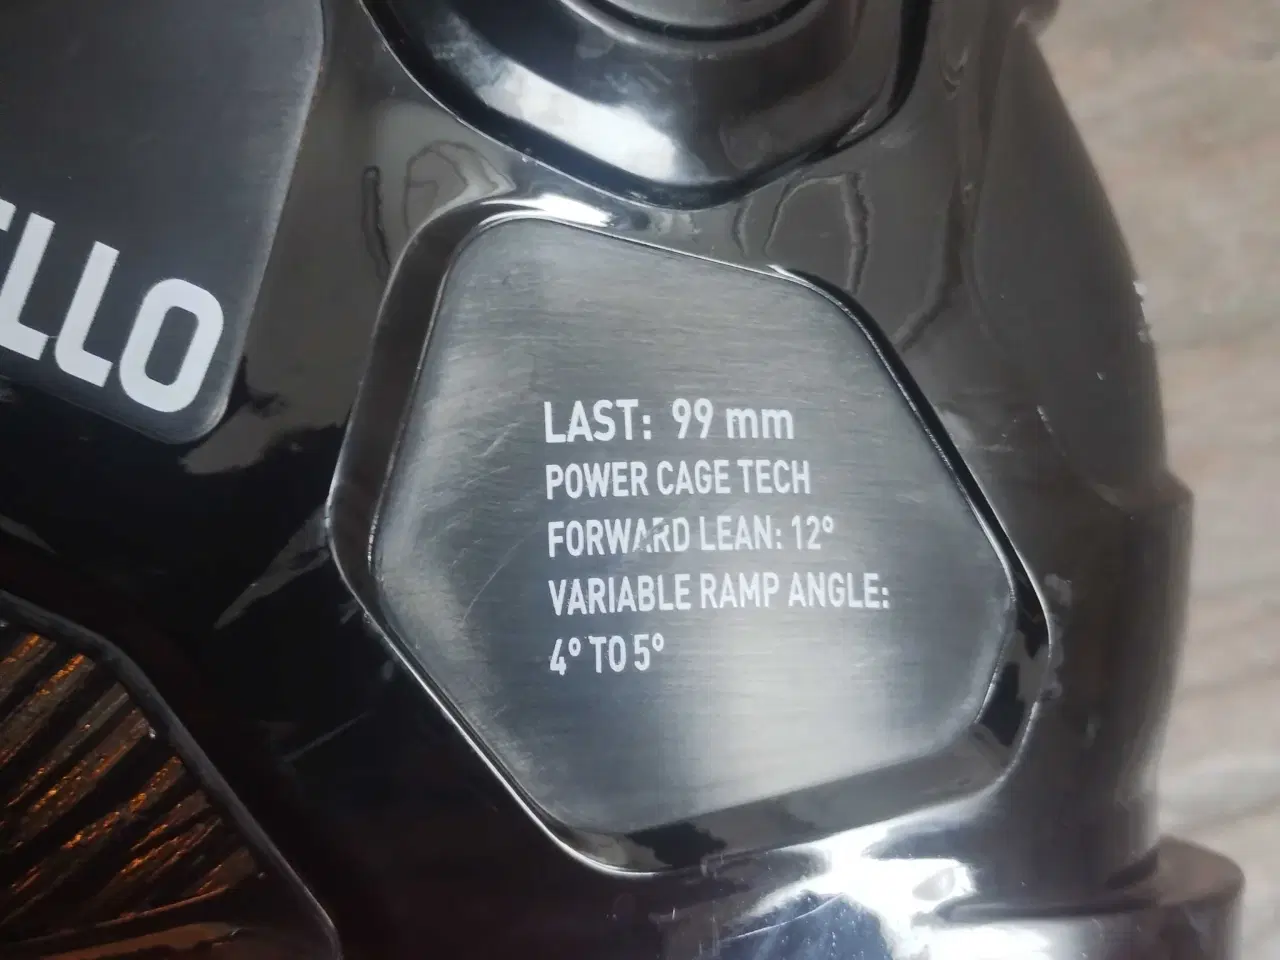 LLO
LAST: 99 mm
POWER CAGE TECH
FORWARD LEAN: 12°
VARIABLE RAMP ANGLE:
4° TO 5°